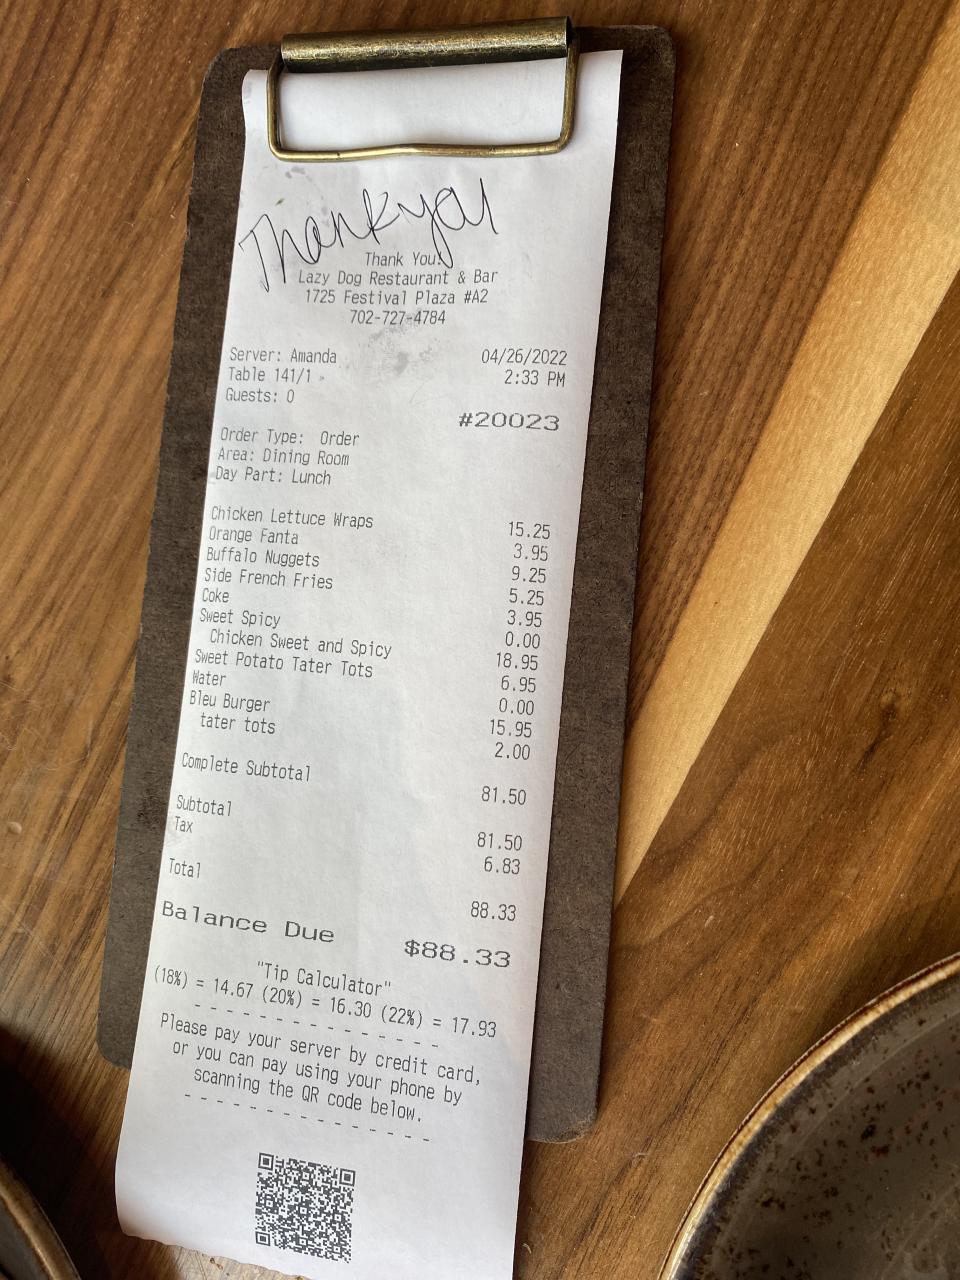 Thankyou
Thank You!
Lazy Dog Restaurant & Bar
1725 Festival Plaza #A2
702-727-4784
Server: Amanda 04/26/2022
Table 141/1 2:33 PM
Guests: 0
#20023
Order Type: Order
Area: Dining Room
Day Part: Lunch
Chicken Lettuce Wraps 15.25
Orange Fanta 3.95
Buffalo Nuggets 9.25
Side French Fries 5.25
Coke 3.95
Sweet Spicy 0.00
Chicken Sweet and Spicy 18.95
Sweet Potato Tater Tots 6.95
Water 0.00
Bleu Burger 15.95
tater tots 2.00
Complete Subtotal 81.50
Subtotal 81.50
Tax 6.83
Total 88.33
Balance Due $88.33
"Tip Calculator"
(18%) = 14.67 (20%) = 16.30 (22%) = 17.93
- - - - - - - - - - - - -
Please pay your server by credit card,
or you can pay using your phone by
scanning the QR code below.
- - - - - - - - - - - - -